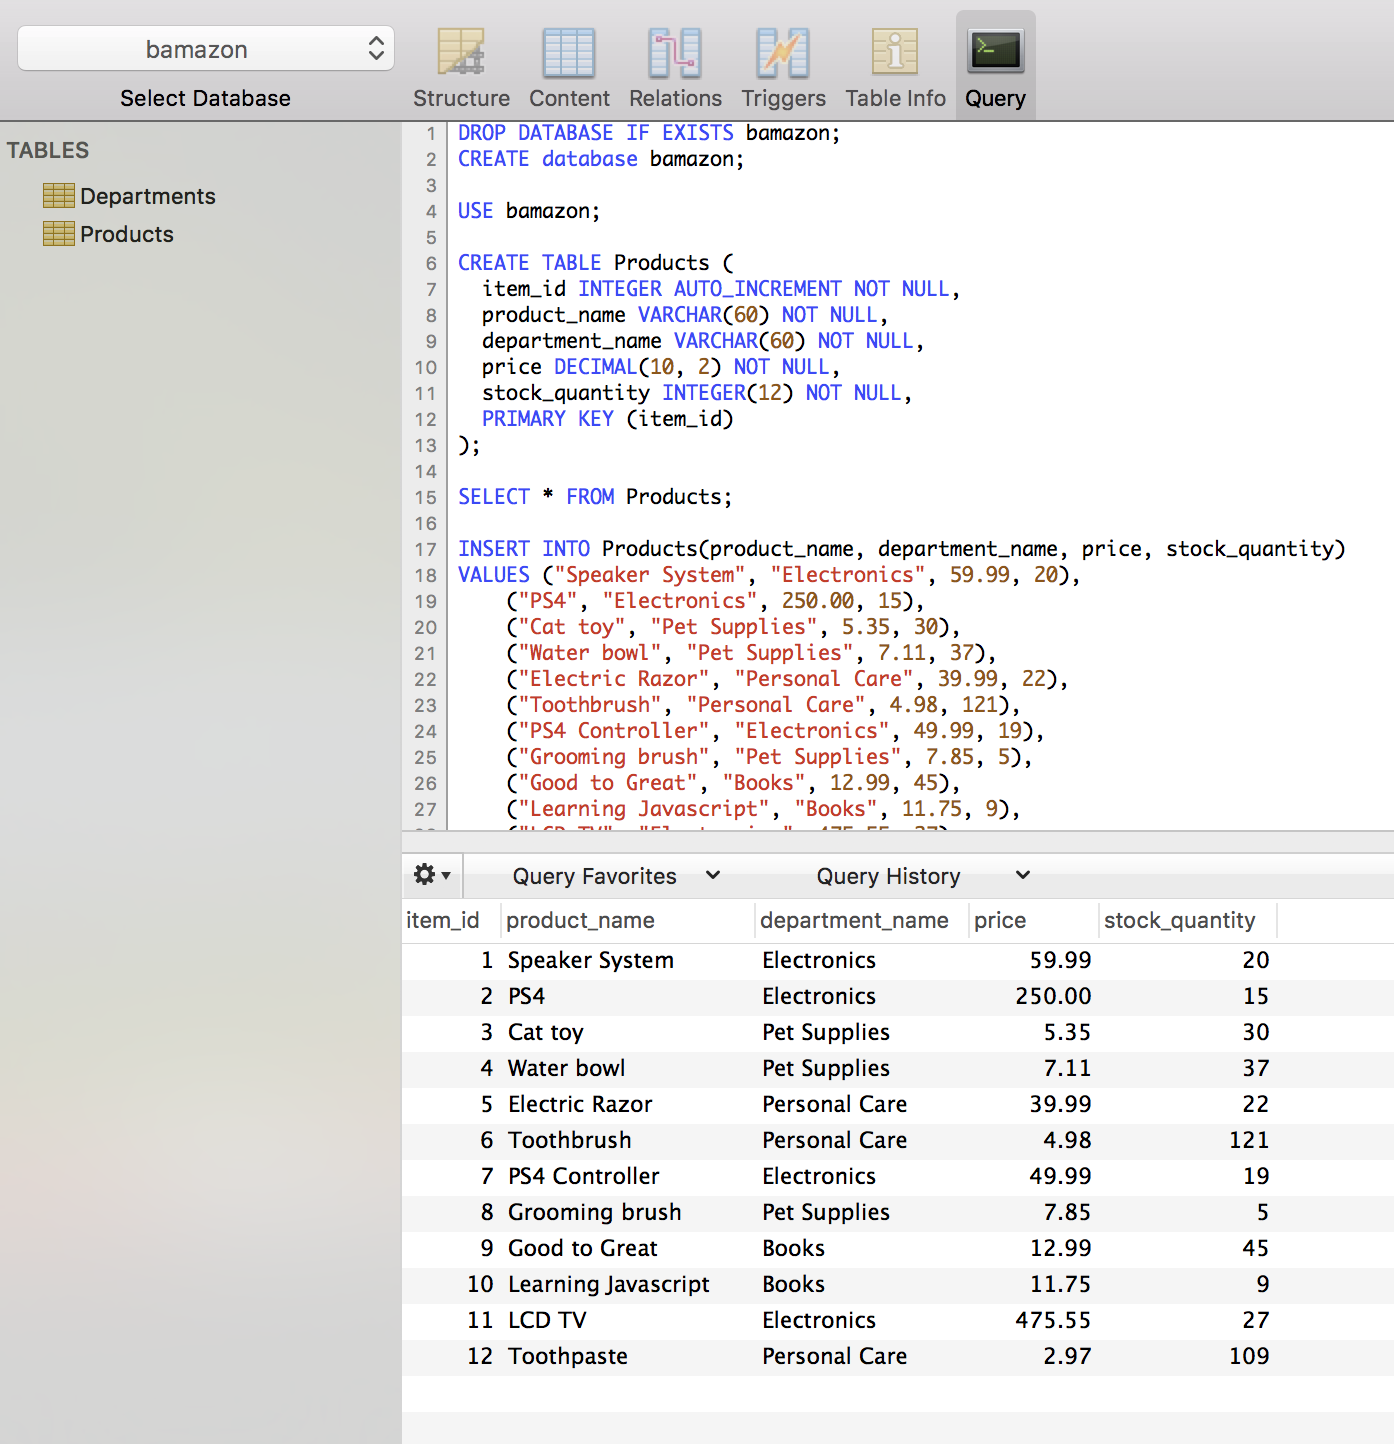 bamazon
Select Database
Structure
Content
Relations
Triggers
Table Info
Query
TABLES
Departments
Products
1 DROP DATABASE IF EXISTS bamazon;
2 CREATE database bamazon;
3
4 USE bamazon;
5
6 CREATE TABLE Products (
7 item_id INTEGER AUTO_INCREMENT NOT NULL,
8 product_name VARCHAR(60) NOT NULL,
9 department_name VARCHAR(60) NOT NULL,
10 price DECIMAL(10, 2) NOT NULL,
11 stock_quantity INTEGER(12) NOT NULL,
12 PRIMARY KEY (item_id)
13 );
14
15 SELECT * FROM Products;
16
17 INSERT INTO Products(product_name, department_name, price, stock_quantity)
18 VALUES ("Speaker System", "Electronics", 59.99, 20),
19 ("PS4", "Electronics", 250.00, 15),
20 ("Cat toy", "Pet Supplies", 5.35, 30),
21 ("Water bowl", "Pet Supplies", 7.11, 37),
22 ("Electric Razor", "Personal Care", 39.99, 22),
23 ("Toothbrush", "Personal Care", 4.98, 121),
24 ("PS4 Controller", "Electronics", 49.99, 19),
25 ("Grooming brush", "Pet Supplies", 7.85, 5),
26 ("Good to Great", "Books", 12.99, 45),
27 ("Learning Javascript", "Books", 11.75, 9),
28 ("LCD TV", "Electronics", 475.55, 27),
Query Favorites
Query History
item_id product_name department_name price stock_quantity
1 Speaker System Electronics 59.99 20
2 PS4 Electronics 250.00 15
3 Cat toy Pet Supplies 5.35 30
4 Water bowl Pet Supplies 7.11 37
5 Electric Razor Personal Care 39.99 22
6 Toothbrush Personal Care 4.98 121
7 PS4 Controller Electronics 49.99 19
8 Grooming brush Pet Supplies 7.85 5
9 Good to Great Books 12.99 45
10 Learning Javascript Books 11.75 9
11 LCD TV Electronics 475.55 27
12 Toothpaste Personal Care 2.97 109